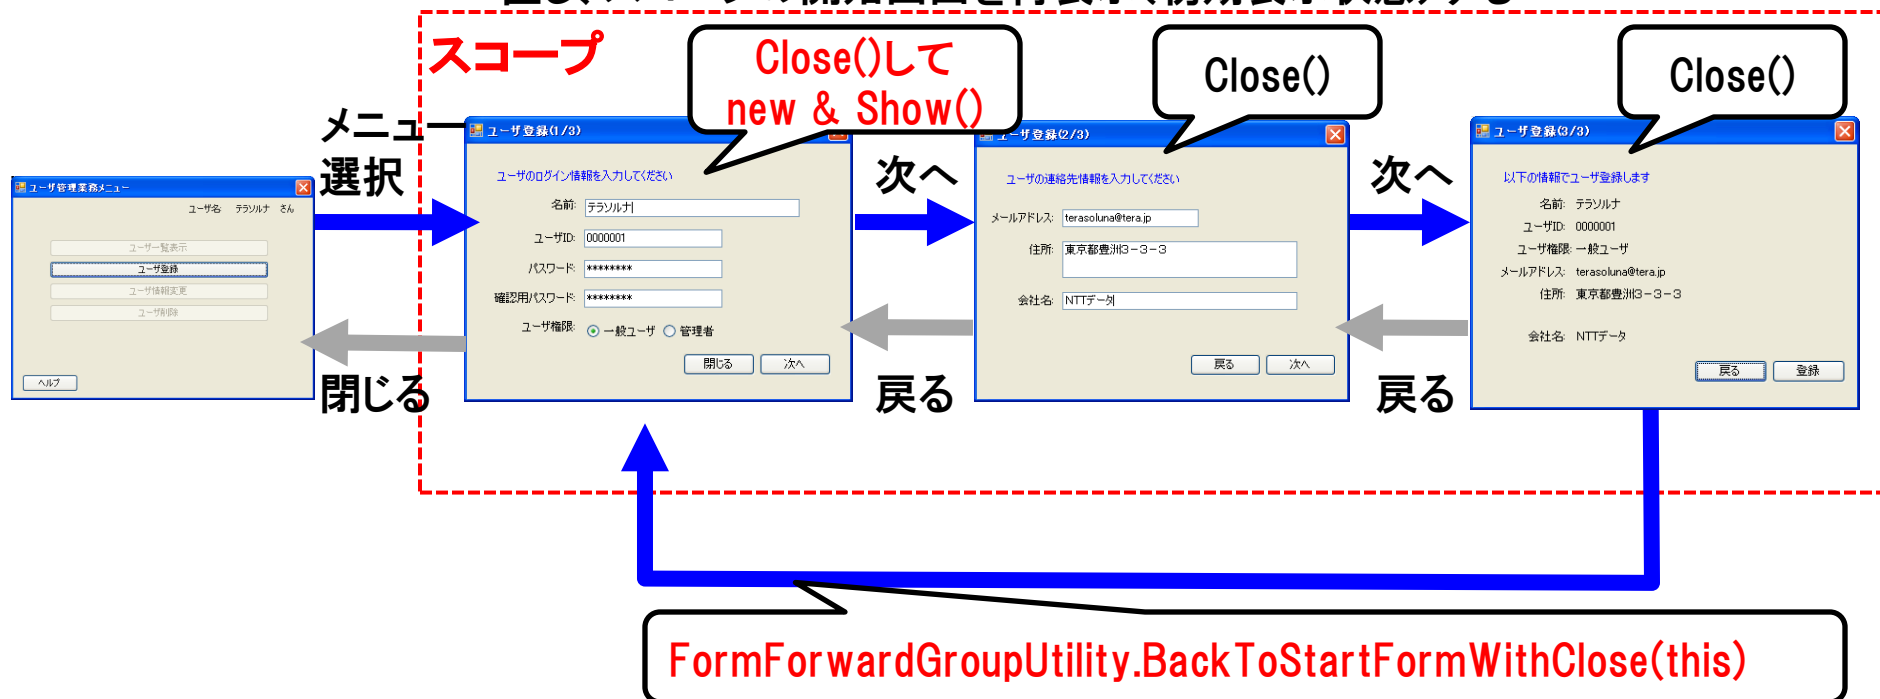 スコープ
Close()して
new & Show()
Close()
Close()
メニュー
選択
次へ
次へ
閉じる
戻る
戻る
ユーザ管理業務メニュー
ユーザ名: テラソルナ さん
ユーザ一覧表示
ユーザ登録
ユーザ情報変更
ユーザ削除
ヘルプ
ユーザ登録(1/3)
ユーザのログイン情報を入力してください
名前: テラソルナ
ユーザID: 0000001
パスワード: ********
確認用パスワード: ********
ユーザ権限: 一般ユーザ 管理者
閉じる 次へ
ユーザ登録(2/3)
ユーザの連絡先情報を入力してください
メールアドレス: terasoluna@tera.jp
住所: 東京都豊洲3-3-3
会社名: NTTデータ
戻る 次へ
ユーザ登録(3/3)
以下の情報でユーザ登録します
名前: テラソルナ
ユーザID: 0000001
ユーザ権限: 一般ユーザ
メールアドレス: terasoluna@tera.jp
住所: 東京都豊洲3-3-3
会社名: NTTデータ
戻る 登録
FormForwardGroupUtility.BackToStartFormWithClose(this)